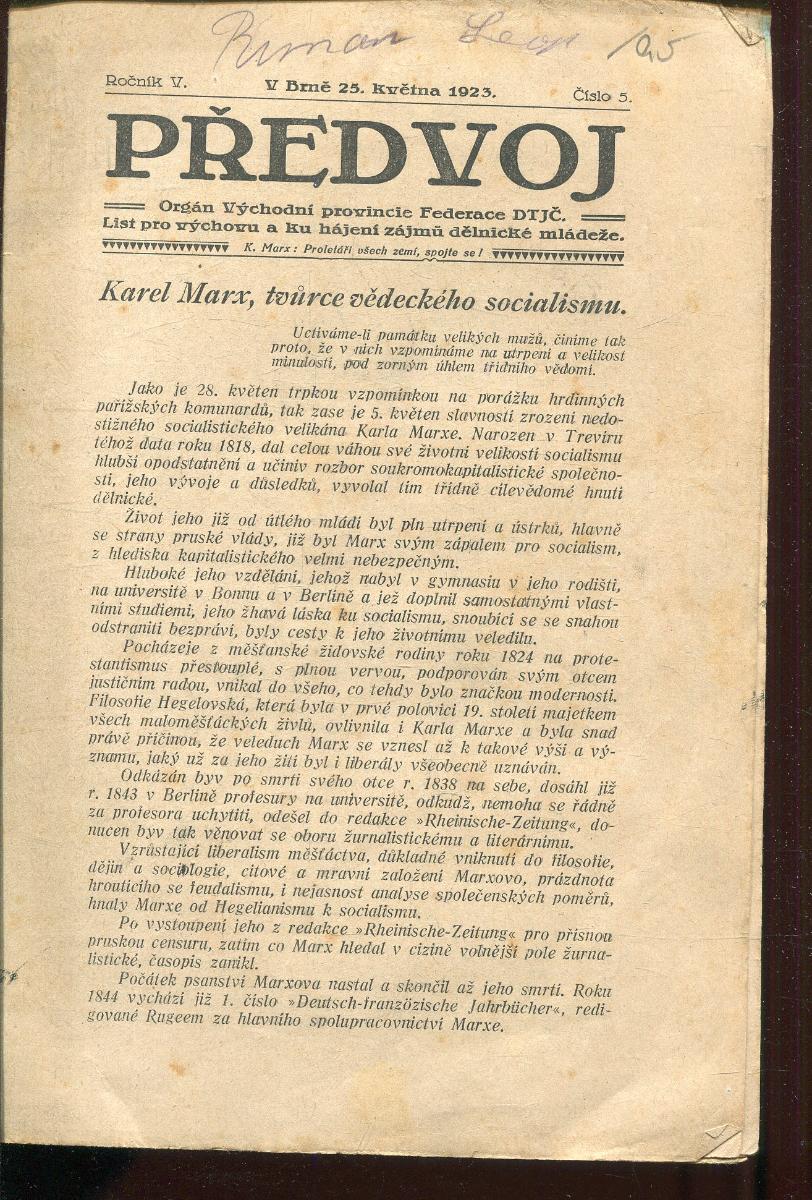 Ročník V.
V Brně 25. května 1923.
Číslo 5.
PŘEDVOJ
Orgán Východní provincie Federace DTJČ.
List pro výchovu a ku hájení zájmů dělnické mládeže.
K. Marx: Proletáři všech zemí, spojte se!
Karel Marx, tvůrce vědeckého socialismu.
Uctíváme-li památku velikých mužů, činíme tak
proto, že v nich vzpomínáme na utrpení a velikost
minulosti, pod zorným úhlem třídního vědomí.
Jako je 28. květen trpkou vzpomínkou na porážku hrdinných
pařížských komunardů, tak zase je 5. květen slavností zrození nedo-
stižného socialistického velikána Karla Marxe. Narozen v Trevíru
téhož data roku 1818, dal celou váhou své životní velikosti socialismu
hlubší opodstatnění a učiniv rozbor soukromokapitalistické společno-
sti, jeho vývoje a důsledků, vyvolal tím třídně cílevědomé hnutí
dělnické.
Život jeho již od útlého mládí byl pln utrpení a ústrků, hlavně
se strany pruské vlády, již byl Marx svým zápalem pro socialism,
z hlediska kapitalistického velmi nebezpečným.
Hluboké jeho vzdělání, jehož nabyl v gymnasiu v jeho rodišti,
na universitě v Bonnu a v Berlíně a jež doplnil samostatnými vlast-
ními studiemi, jeho žhavá láska ku socialismu, snoubící se se snahou
odstraniti bezpráví, byly cesty k jeho životnímu veledílu.
Pocházeje z měšťanské židovské rodiny roku 1824 na prote-
stantismus přestouplé, s plnou vervou, podporován svým otcem
justičním radou, vnikal do všeho, co tehdy bylo značkou modernosti.
Filosofie Hegelovská, která byla v prvé polovici 19. století majetkem
všech maloměšťáckých živlů, ovlivnila i Karla Marxe a byla snad
právě příčinou, že veleduch Marx se vznesl až k takové výši a vý-
znamu, jaký už za jeho žití byl i liberály všeobecně uznáván.
Odkázán byv po smrti svého otce r. 1838 na sebe, dosáhl již
r. 1843 v Berlíně profesury na universitě, odkudž, nemoha se řádně
za profesora uchytiti, odešel do redakce »Rheinische-Zeitung«, do-
nucen byv tak věnovat se oboru žurnalistickému a literárnímu.
Vzrůstající liberalism měšťáctva, důkladné vniknutí do filosofie,
dějin a sociologie, citové a mravní založení Marxovo, prázdnota
hroutícího se feudalismu, i nejasnost analyse společenských poměrů,
hnaly Marxe od Hegelianismu k socialismu.
Po vystoupení jeho z redakce »Rheinische-Zeitung« pro přísnou
pruskou censuru, zatím co Marx hledal v cizině volnější pole žurna-
listické, časopis zanikl.
Počátek psanství Marxova nastal a skončil až jeho smrtí. Roku
1844 vychází již 1. číslo »Deutsch-franzözische Jahrbücher«, redi-
gované Rugeem za hlavního spolupracovnictví Marxe.